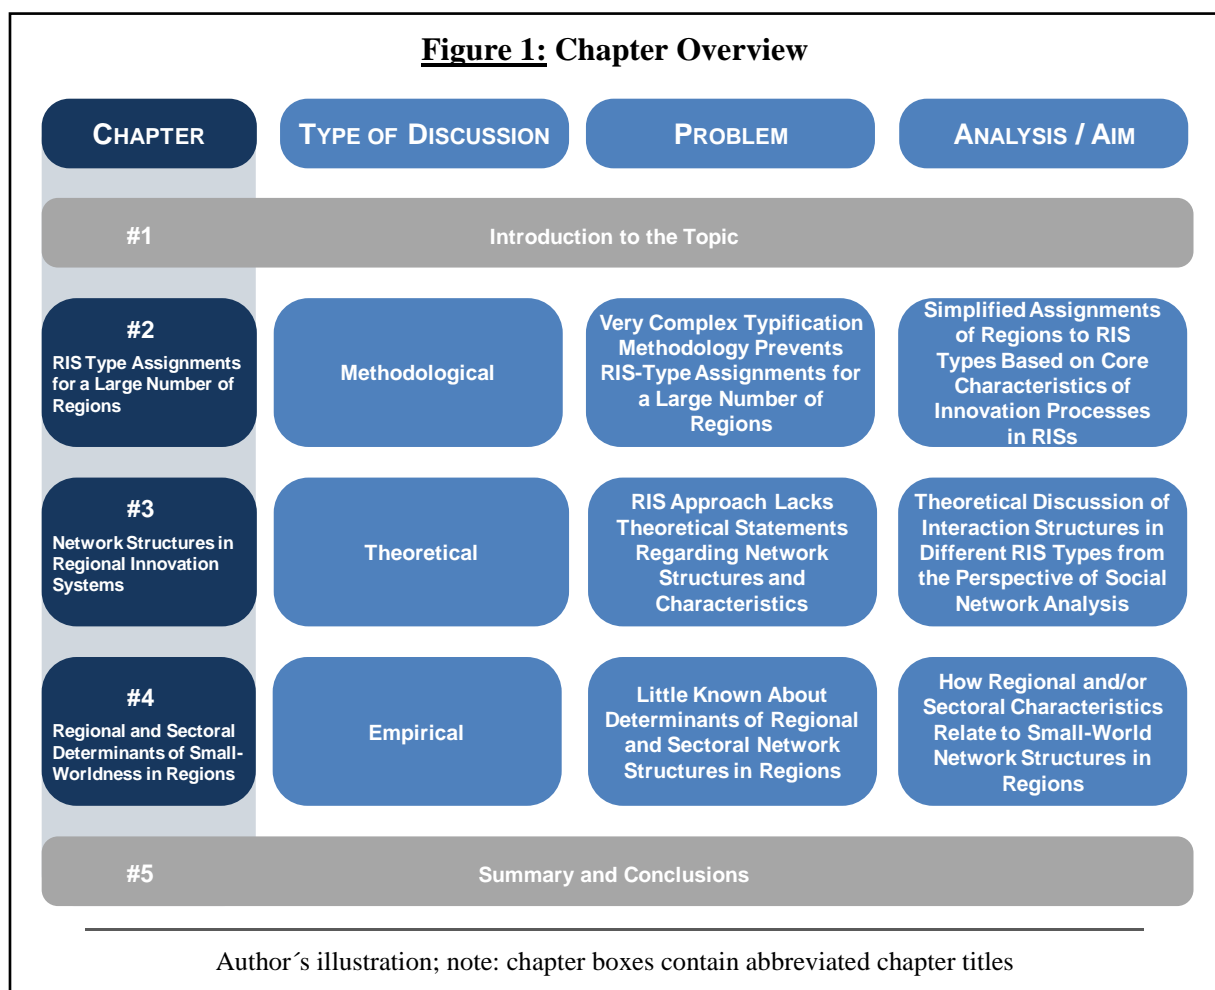 Figure 1: Chapter Overview
CHAPTER
TYPE OF DISCUSSION
PROBLEM
ANALYSIS / AIM
#1
Introduction to the Topic
#2
RIS Type Assignments
for a Large Number of
Regions
Methodological
Very Complex Typification
Methodology Prevents
RIS-Type Assignments for
a Large Number of
Regions
Simplified Assignments
of Regions to RIS
Types Based on Core
Characteristics of
Innovation Processes
in RISs
#3
Network Structures in
Regional Innovation
Systems
Theoretical
RIS Approach Lacks
Theoretical Statements
Regarding Network
Structures and
Characteristics
Theoretical Discussion of
Interaction Structures in
Different RIS Types from
the Perspective of Social
Network Analysis
#4
Regional and Sectoral
Determinants of Small-
Worldness in Regions
Empirical
Little Known About
Determinants of Regional
and Sectoral Network
Structures in Regions
How Regional and/or
Sectoral Characteristics
Relate to Small-World
Network Structures in
Regions
#5
Summary and Conclusions
Author´s illustration; note: chapter boxes contain abbreviated chapter titles